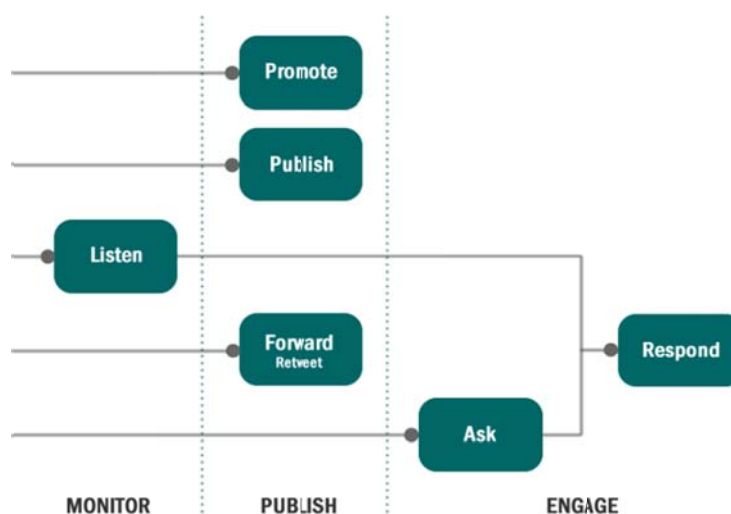 Promote
Publish
Listen
Forward
Retweet
Respond
Ask
MONITOR
PUBLISH
ENGAGE